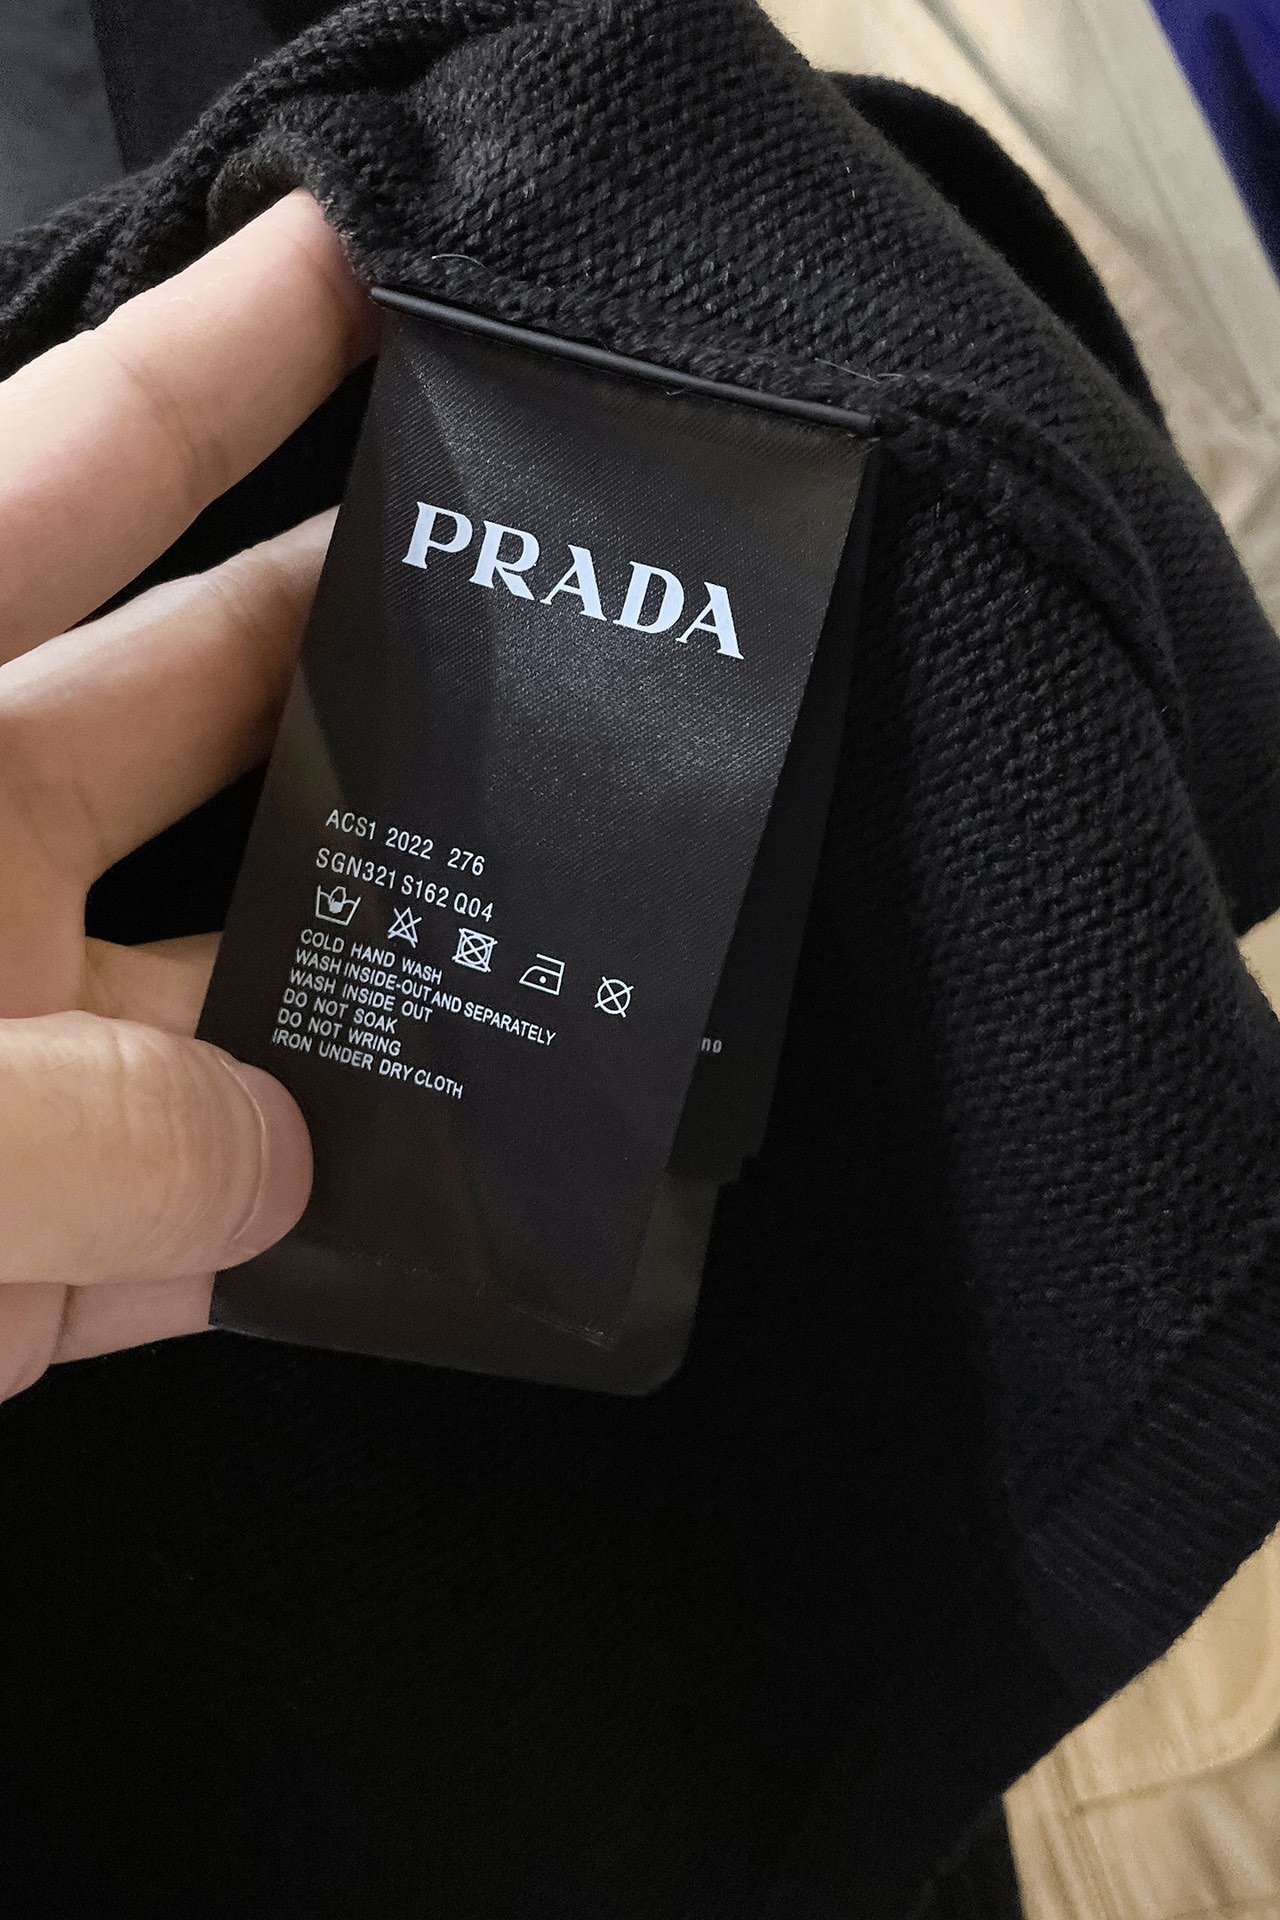 PRADA
ACS1 2022 276
SGN321 S162 Q04
COLD HAND WASH
WASH INSIDE-OUT AND SEPARATELY
WASH INSIDE OUT
DO NOT SOAK
DO NOT WRING
IRON UNDER DRY CLOTH
no